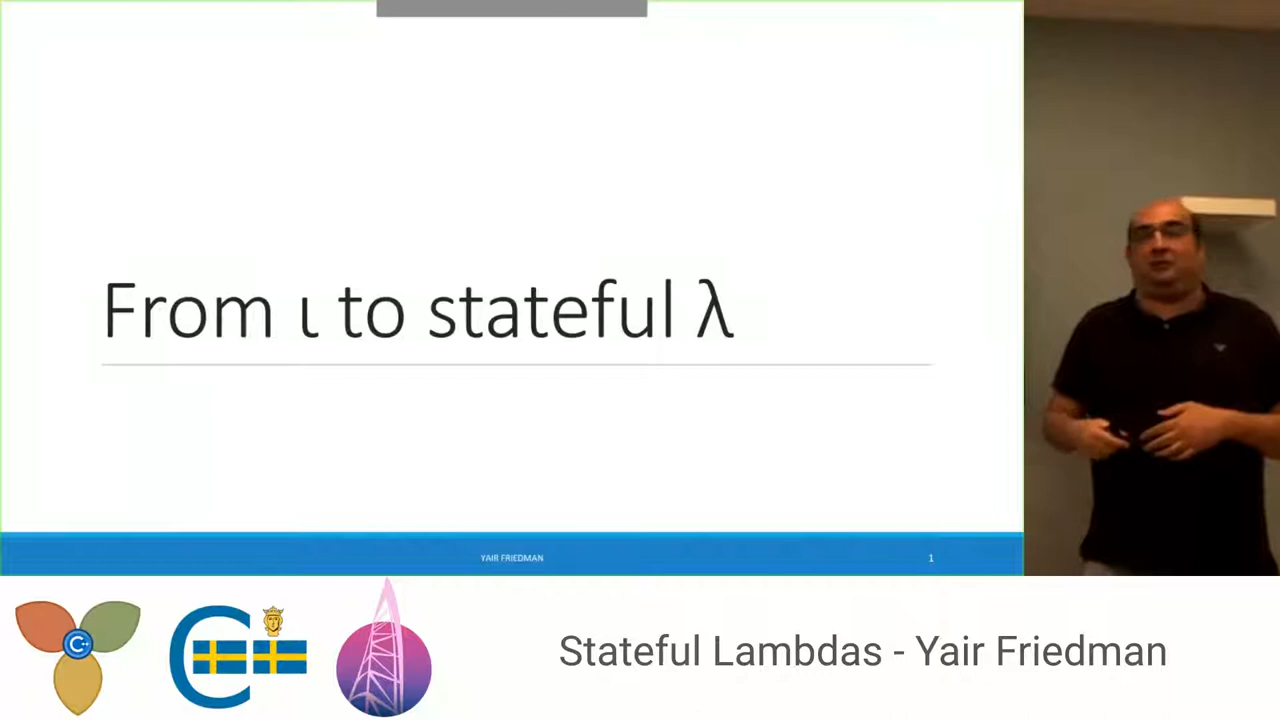 From ι to stateful λ
YAIR FRIEDMAN
1
C++
Stateful Lambdas - Yair Friedman